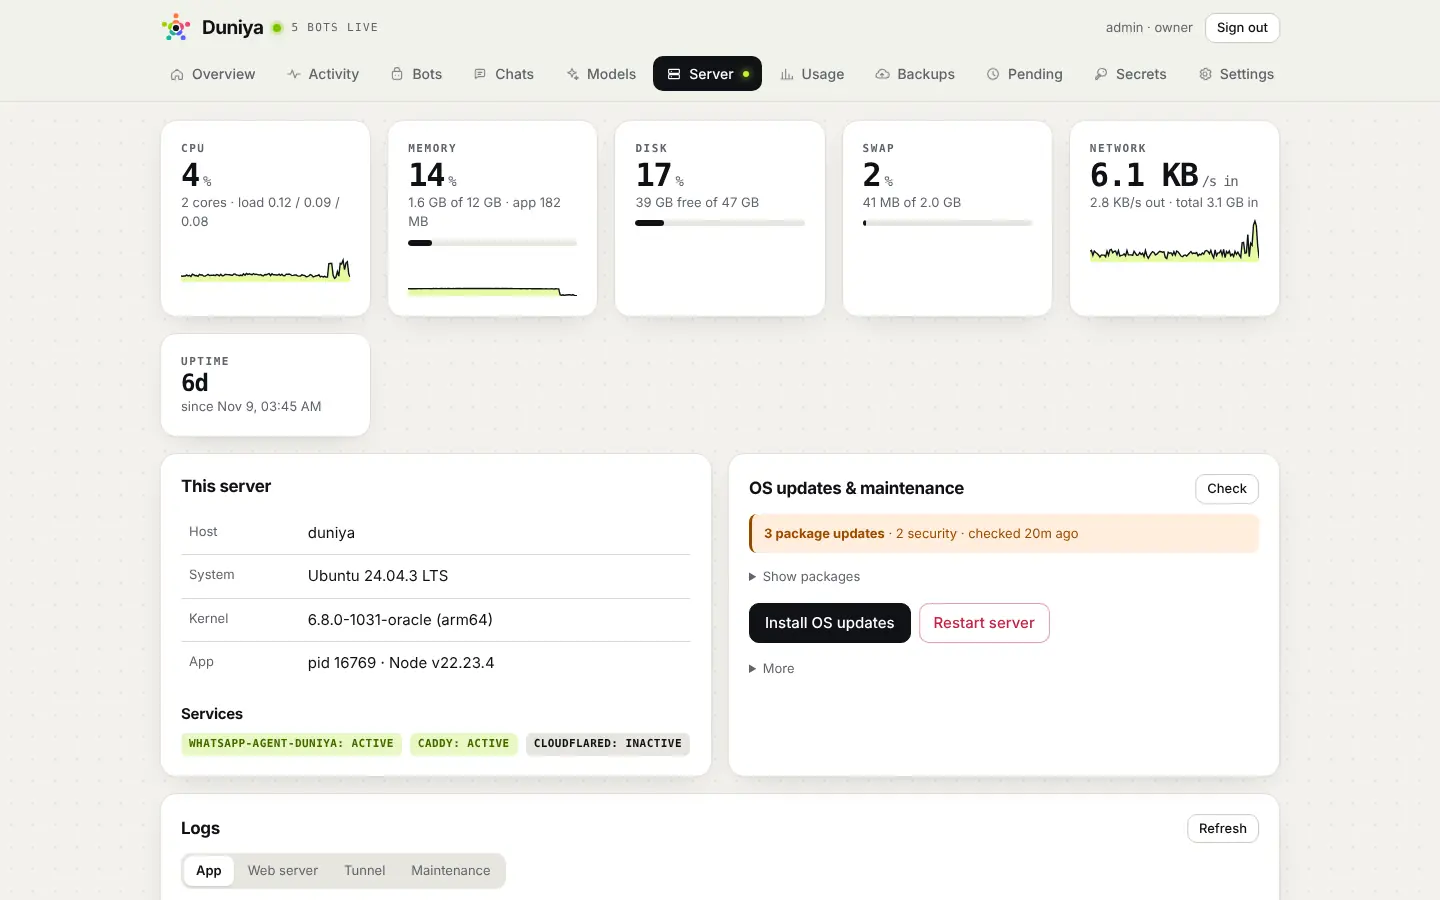 Duniya
5 BOTS LIVE
admin · owner
Sign out
Overview
Activity
Bots
Chats
Models
Server
Usage
Backups
Pending
Secrets
Settings
CPU
4 %
2 cores · load 0.12 / 0.09 /
0.08
MEMORY
14 %
1.6 GB of 12 GB · app 182
MB
DISK
17 %
39 GB free of 47 GB
SWAP
2 %
41 MB of 2.0 GB
NETWORK
6.1 KB /s in
2.8 KB/s out · total 3.1 GB in
UPTIME
6d
since Nov 9, 03:45 AM
This server
Host duniya
System Ubuntu 24.04.3 LTS
Kernel 6.8.0-1031-oracle (arm64)
App pid 16769 · Node v22.23.4
Services
WHATSAPP-AGENT-DUNIYA: ACTIVE
CADDY: ACTIVE
CLOUDFLARED: INACTIVE
OS updates & maintenance
Check
3 package updates · 2 security · checked 20m ago
Show packages
Install OS updates
Restart server
More
Logs
Refresh
App
Web server
Tunnel
Maintenance